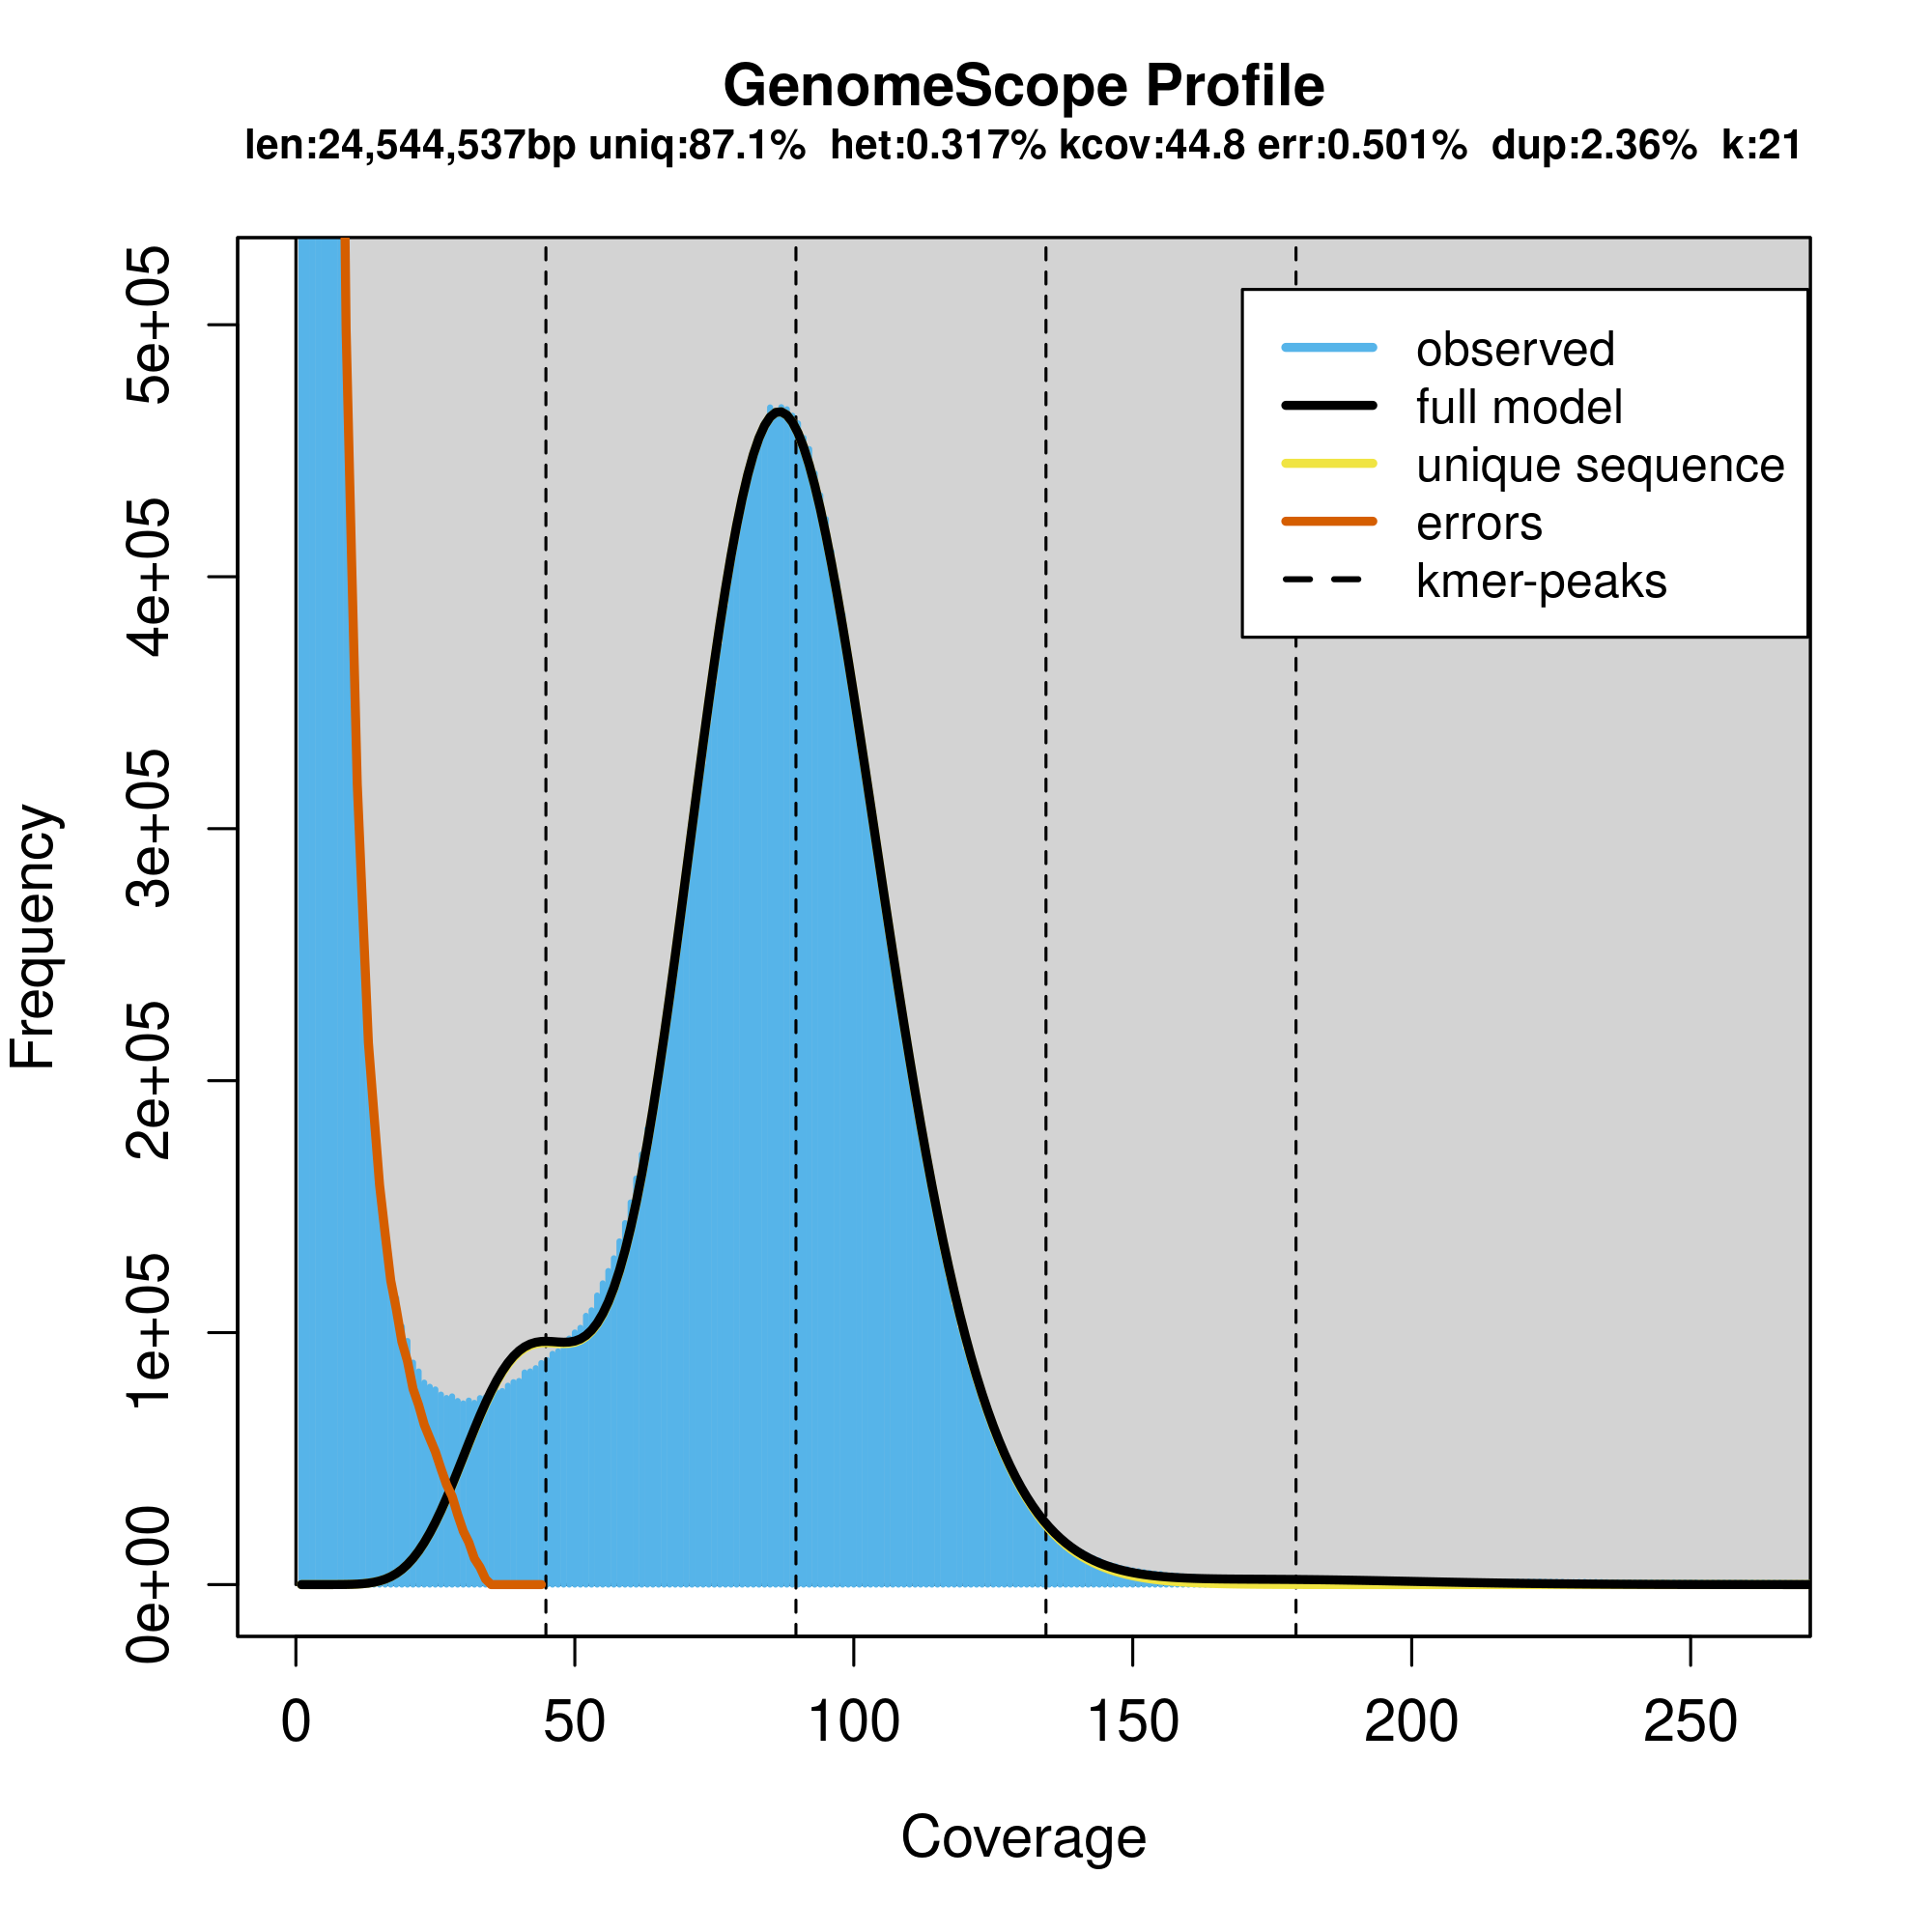 GenomeScope Profile
len:24,544,537bp uniq:87.1% het:0.317% kcov:44.8 err:0.501% dup:2.36% k:21
observed
full model
unique sequence
errors
kmer-peaks
Frequency
5e+05
4e+05
3e+05
2e+05
1e+05
0e+00
0 50 100 150 200 250
Coverage